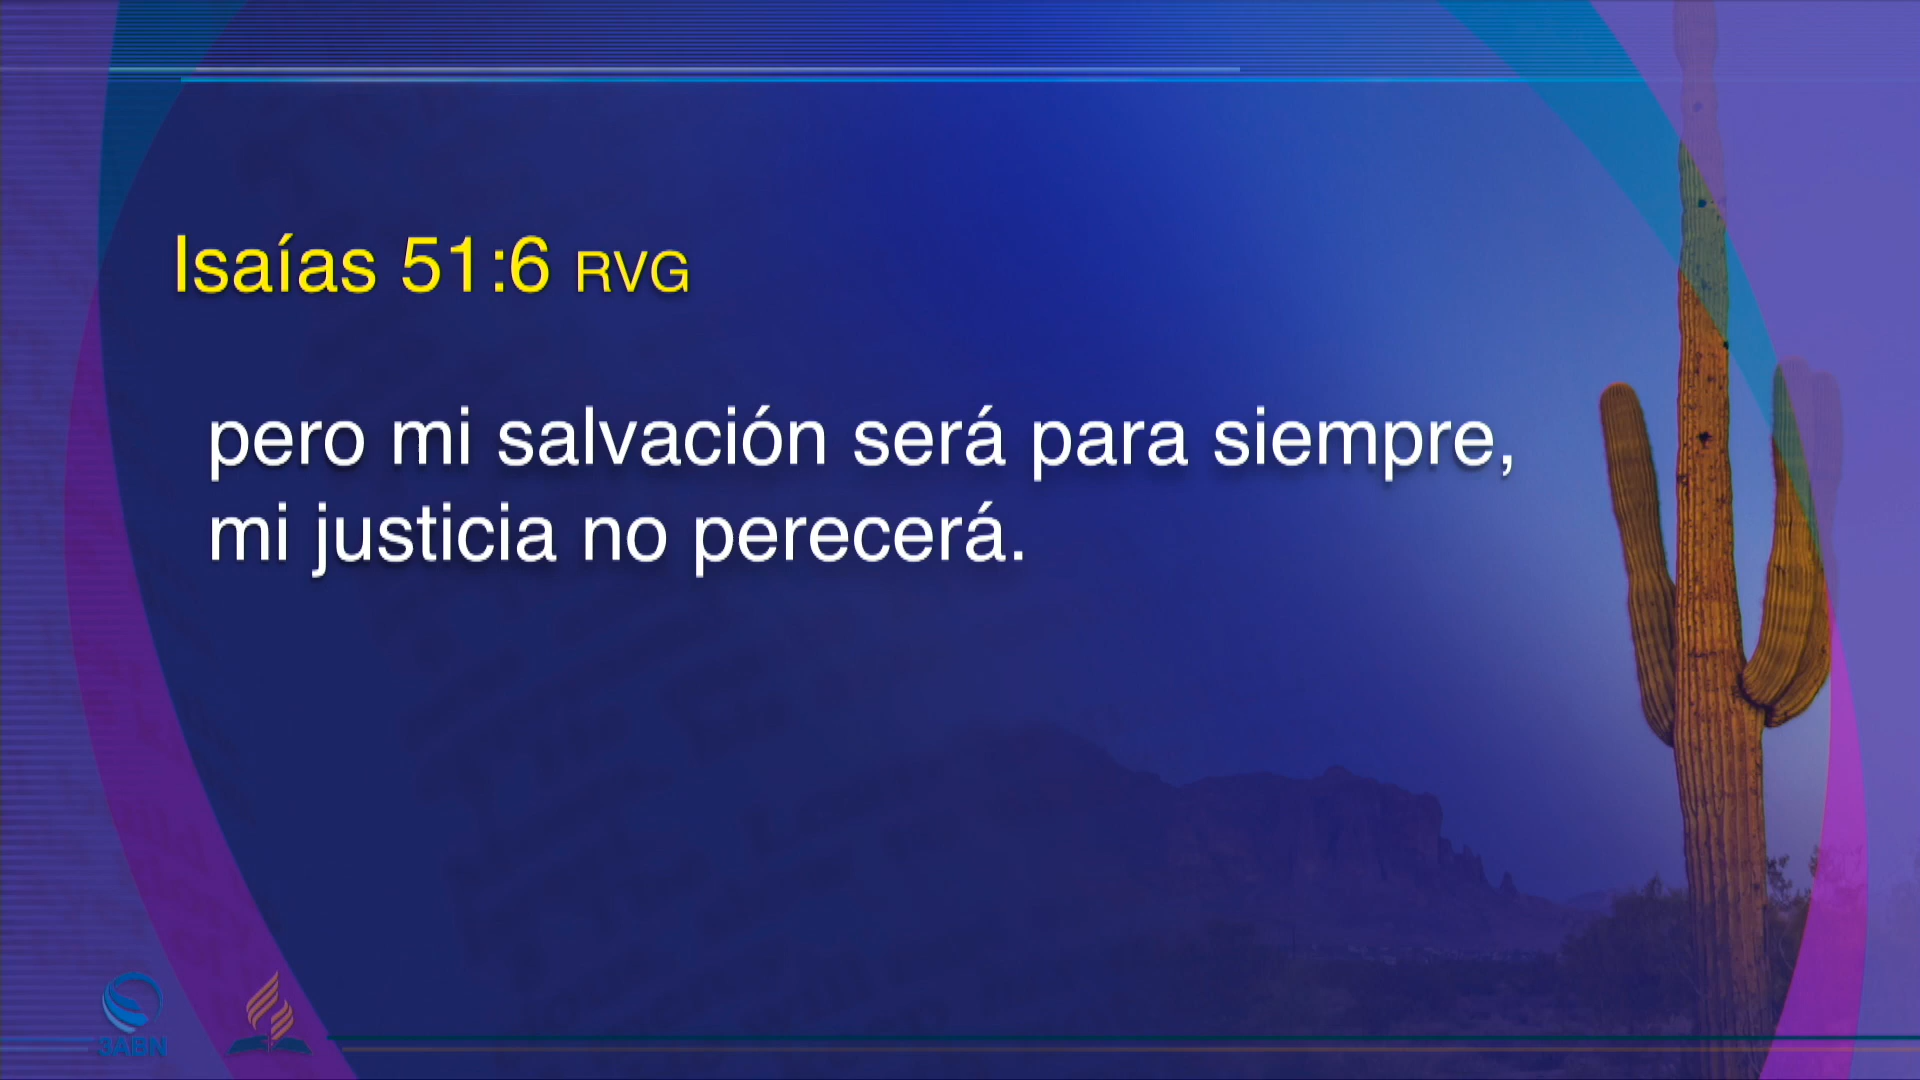 Isaías 51:6 RVG
pero mi salvación será para siempre,
mi justicia no perecerá.
3ABN